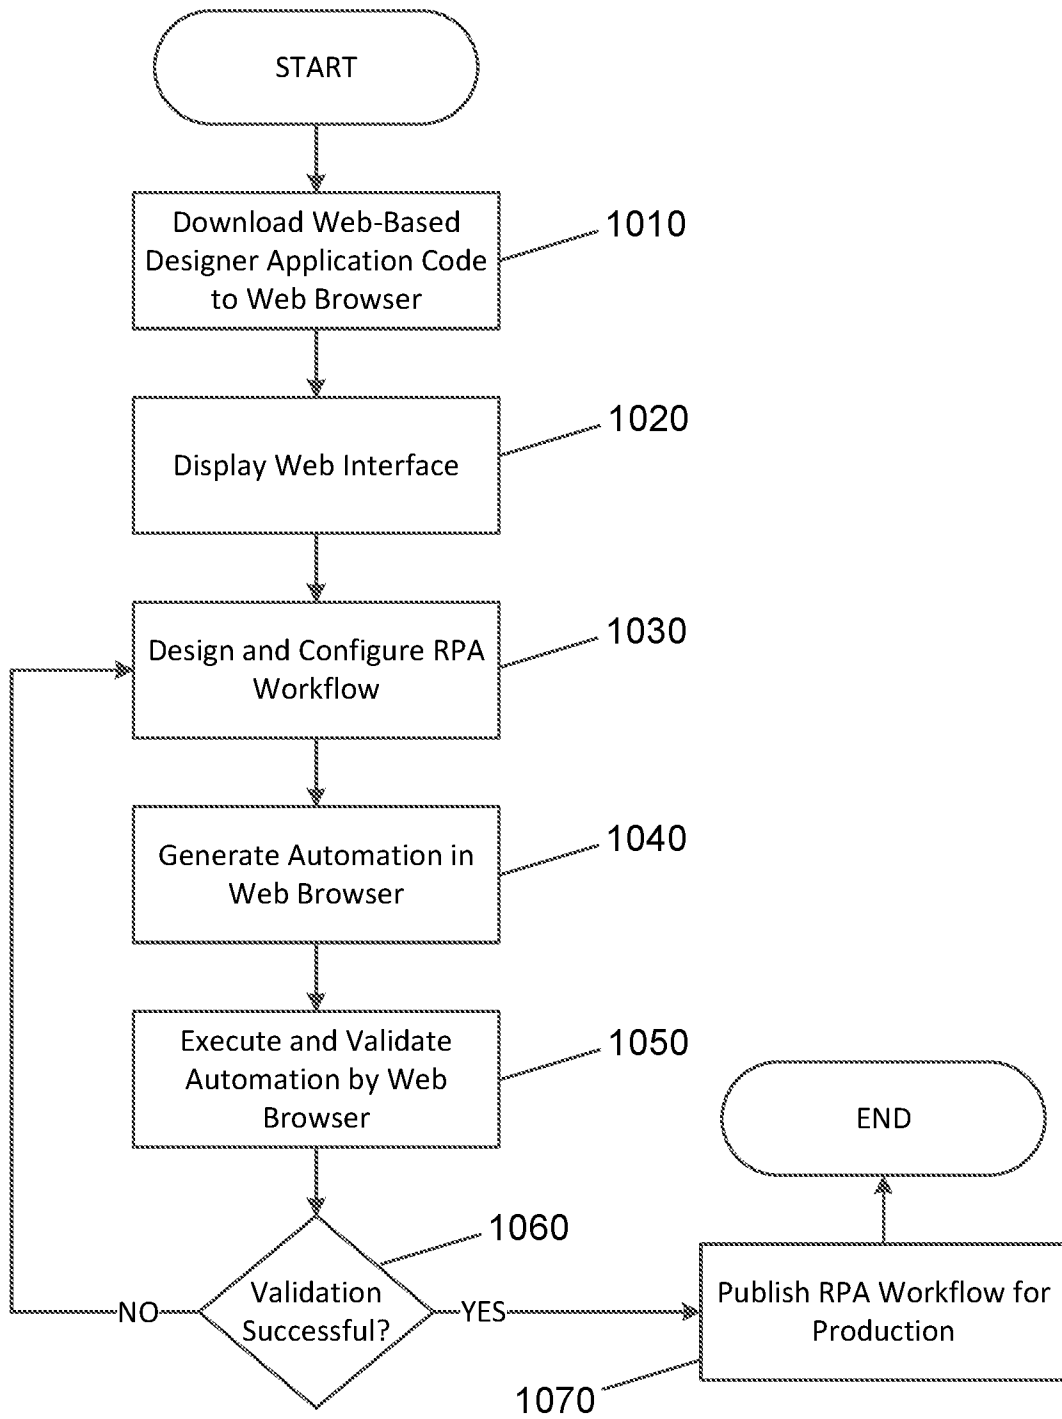 START
Download Web-Based
Designer Application Code
to Web Browser
1010
Display Web Interface
1020
Design and Configure RPA
Workflow
1030
Generate Automation in
Web Browser
1040
Execute and Validate
Automation by Web
Browser
1050
END
Validation
Successful?
1060
NO
YES
Publish RPA Workflow for
Production
1070